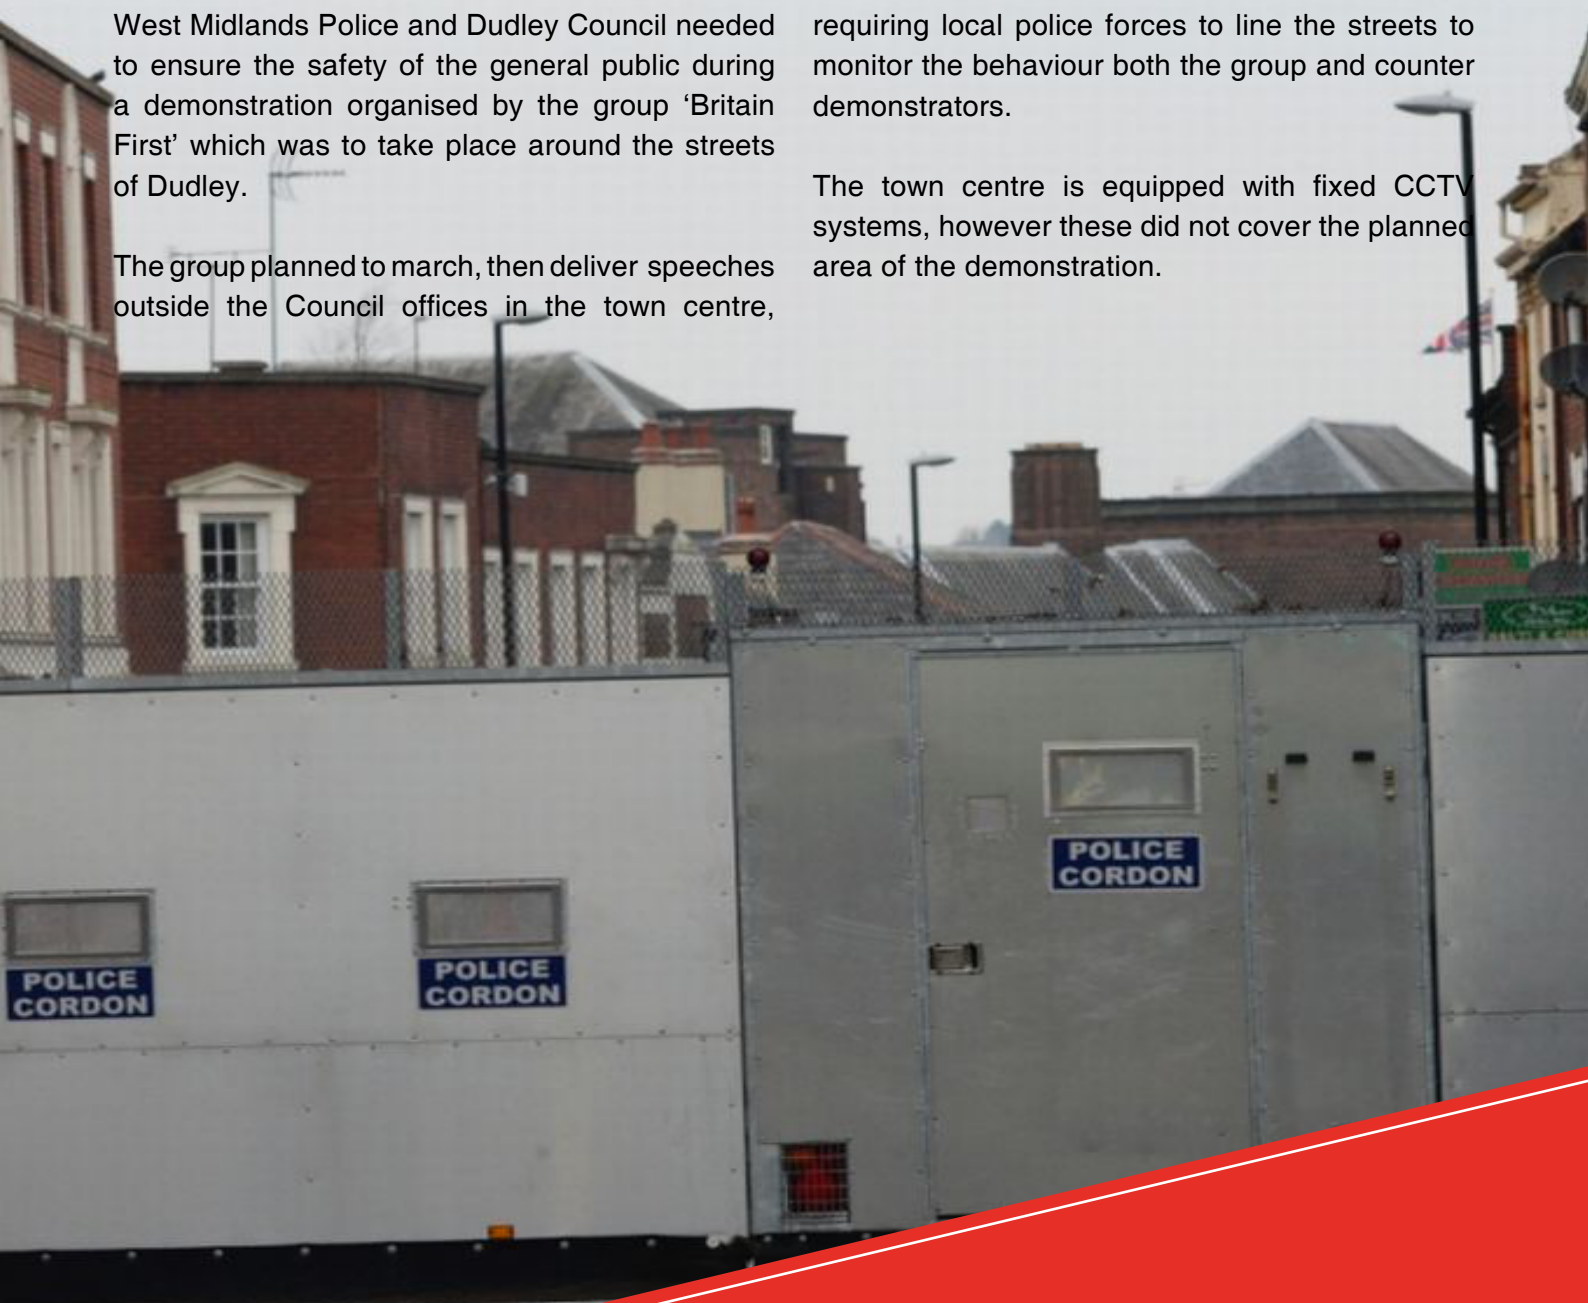 West Midlands Police and Dudley Council needed
to ensure the safety of the general public during
a demonstration organised by the group ‘Britain
First’ which was to take place around the streets
of Dudley.
The group planned to march, then deliver speeches
outside the Council offices in the town centre,
requiring local police forces to line the streets to
monitor the behaviour both the group and counter
demonstrators.
The town centre is equipped with fixed CCTV
systems, however these did not cover the planned
area of the demonstration.
POLICE
CORDON
POLICE
CORDON
POLICE
CORDON